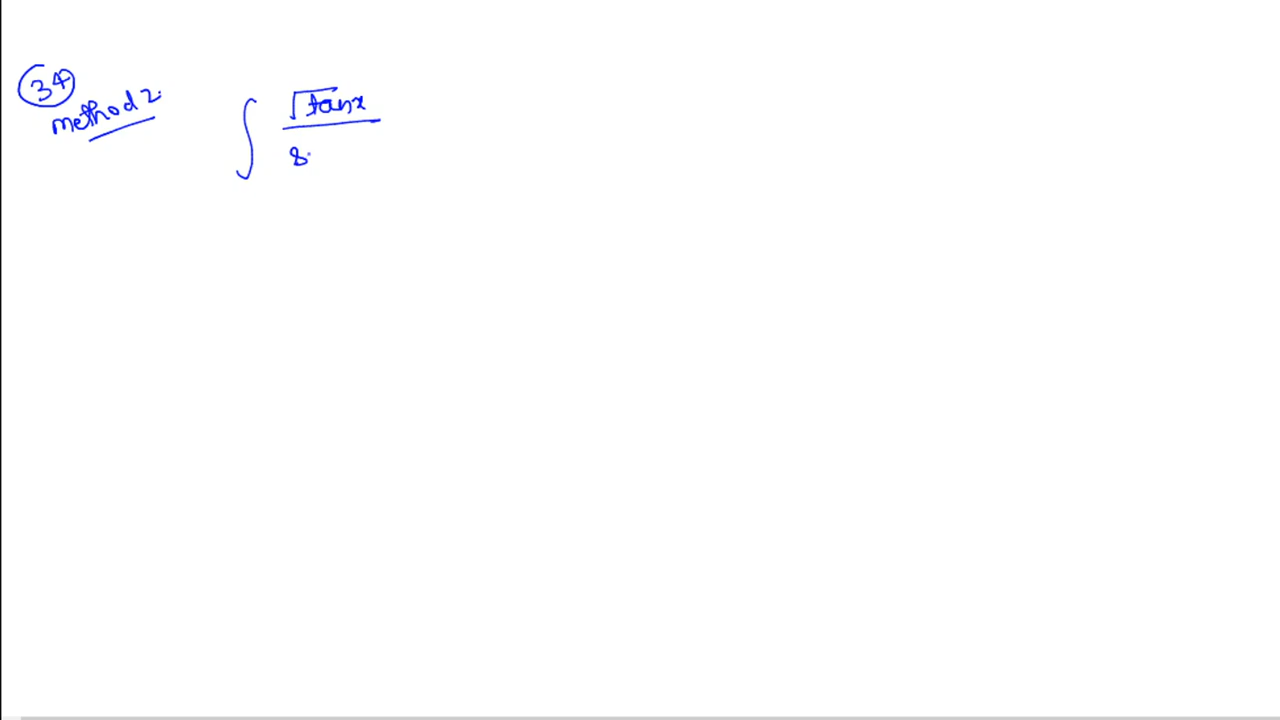 34
method 2.
∫ √tanx / 8